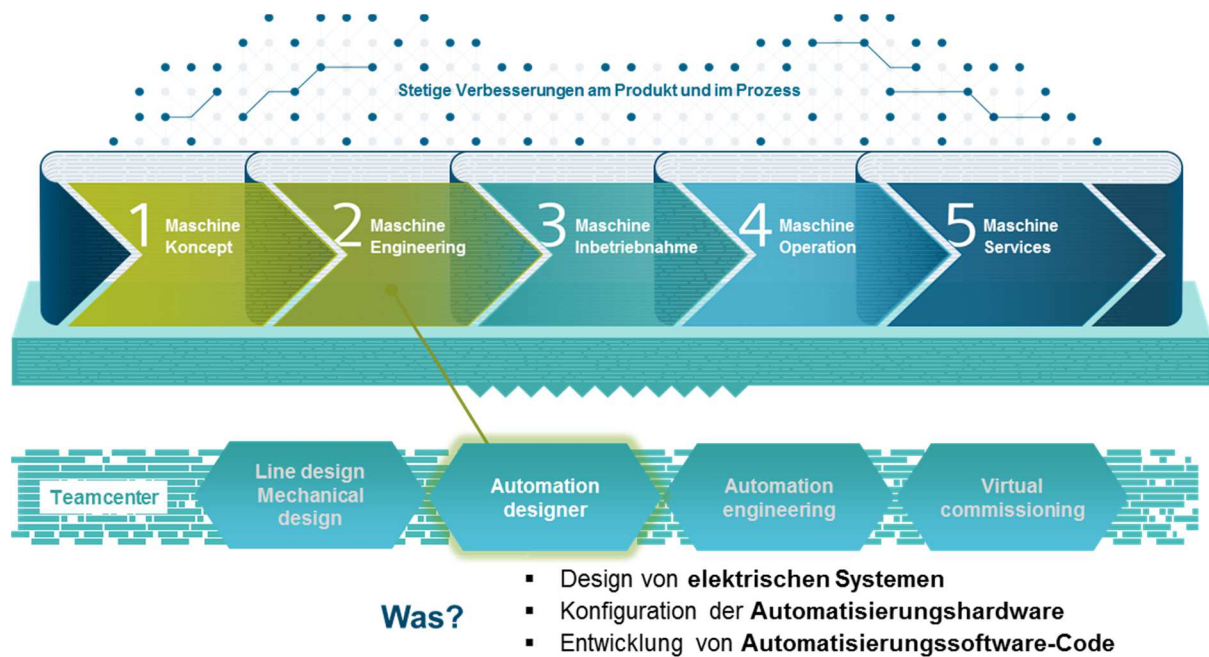 Stetige Verbesserungen am Produkt und im Prozess
1 Maschine
Koncept
2 Maschine
Engineering
3 Maschine
Inbetriebnahme
4 Maschine
Operation
5 Maschine
Services
Teamcenter
Line design
Mechanical
design
Automation
designer
Automation
engineering
Virtual
commissioning
Was?
▪ Design von elektrischen Systemen
▪ Konfiguration der Automatisierungshardware
▪ Entwicklung von Automatisierungssoftware-Code